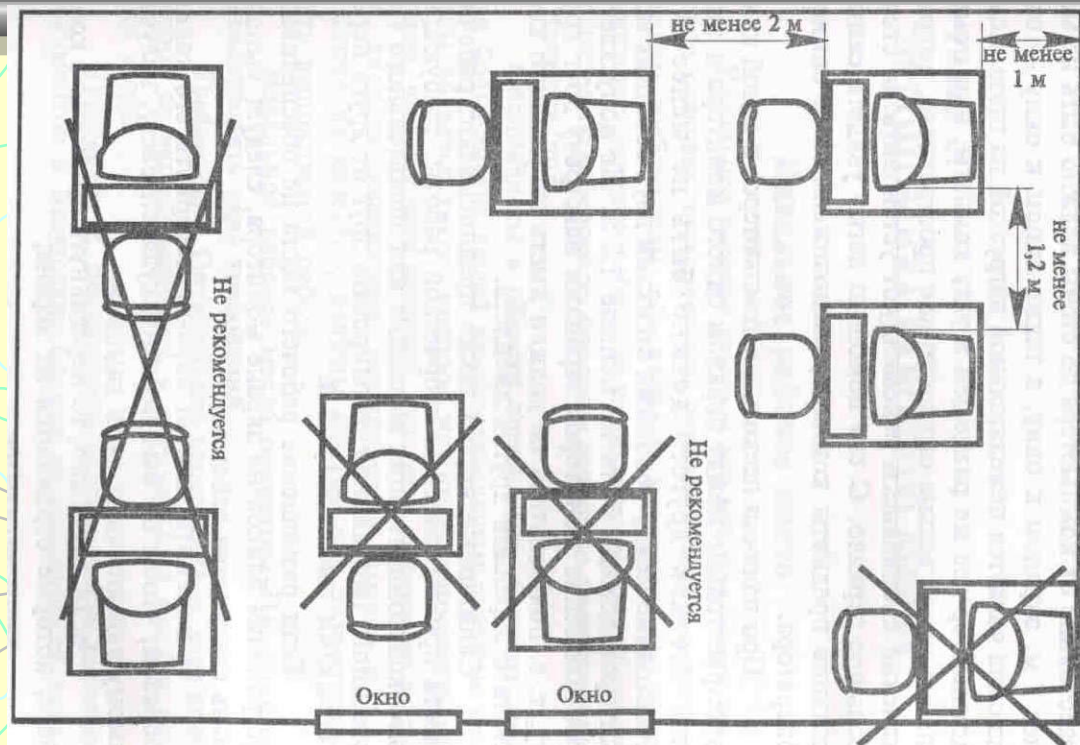 не менее 2 м
не менее
1 м
не менее
1,2 м
Не рекомендуется
Не рекомендуется
Окно
Окно